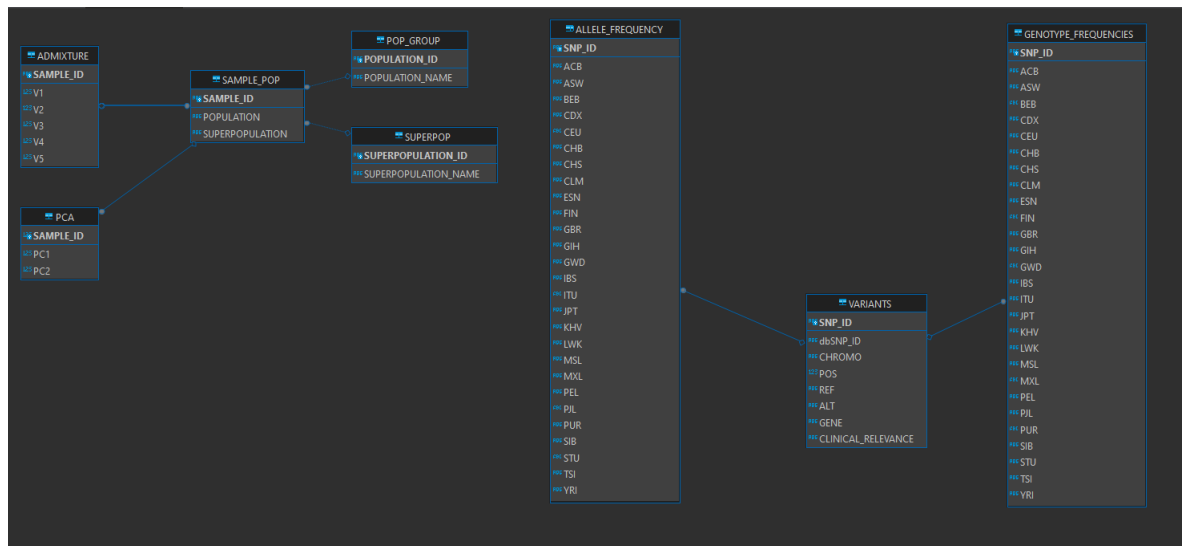 ADMIXTURE
SAMPLE_ID
V1
V2
V3
V4
V5
PCA
SAMPLE_ID
PC1
PC2
SAMPLE_POP
SAMPLE_ID
POPULATION
SUPERPOPULATION
POP_GROUP
POPULATION_ID
POPULATION_NAME
SUPERPOP
SUPERPOPULATION_ID
SUPERPOPULATION_NAME
ALLELE_FREQUENCY
SNP_ID
ACB
ASW
BEB
CDX
CEU
CHB
CHS
CLM
ESN
FIN
GBR
GIH
GWD
IBS
ITU
JPT
KHV
LWK
MSL
MXL
PEL
PJL
PUR
SIB
STU
TSI
YRI
VARIANTS
SNP_ID
dbSNP_ID
CHROMO
POS
REF
ALT
GENE
CLINICAL_RELEVANCE
GENOTYPE_FREQUENCIES
SNP_ID
ACB
ASW
BEB
CDX
CEU
CHB
CHS
CLM
ESN
FIN
GBR
GIH
GWD
IBS
ITU
JPT
KHV
LWK
MSL
MXL
PEL
PJL
PUR
SIB
STU
TSI
YRI